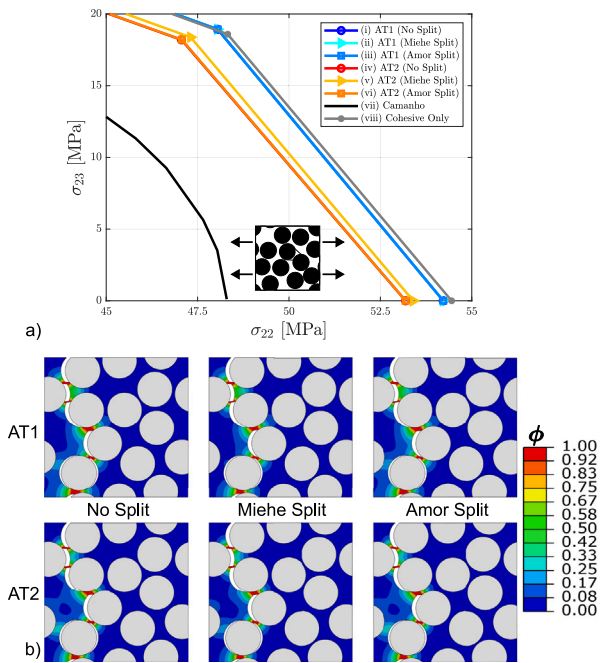 20
15
10
5
0
σ23 [MPa]
(i) AT1 (No Split)
(ii) AT1 (Miehe Split)
(iii) AT1 (Amor Split)
(iv) AT2 (No Split)
(v) AT2 (Miehe Split)
(vi) AT2 (Amor Split)
(vii) Camanho
(viii) Cohesive Only
45 47.5 50 52.5 55
σ22 [MPa]
a)
AT1
No Split Miehe Split Amor Split
AT2
b)
ϕ
1.00
0.92
0.83
0.75
0.67
0.58
0.50
0.42
0.33
0.25
0.17
0.08
0.00